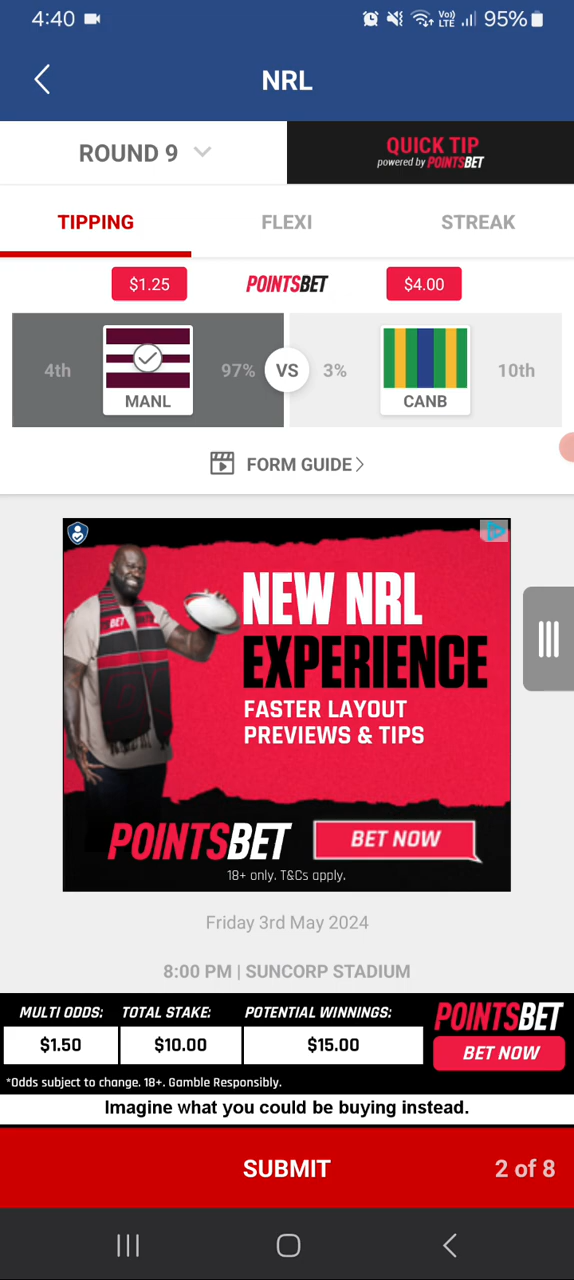 4:40 Vo)) LTE 95%
NRL
ROUND 9
QUICK TIP
powered by POINTSBET
TIPPING FLEXI STREAK
$1.25 POINTSBET $4.00
4th MANL 97% VS 3% CANB 10th
FORM GUIDE
NEW NRL
EXPERIENCE
FASTER LAYOUT
PREVIEWS & TIPS
POINTSBET BET NOW
18+ only. T&Cs apply.
Friday 3rd May 2024
8:00 PM | SUNCORP STADIUM
MULTI ODDS: TOTAL STAKE: POTENTIAL WINNINGS: POINTSBET
$1.50 $10.00 $15.00 BET NOW
*Odds subject to change. 18+. Gamble Responsibly.
Imagine what you could be buying instead.
SUBMIT 2 of 8